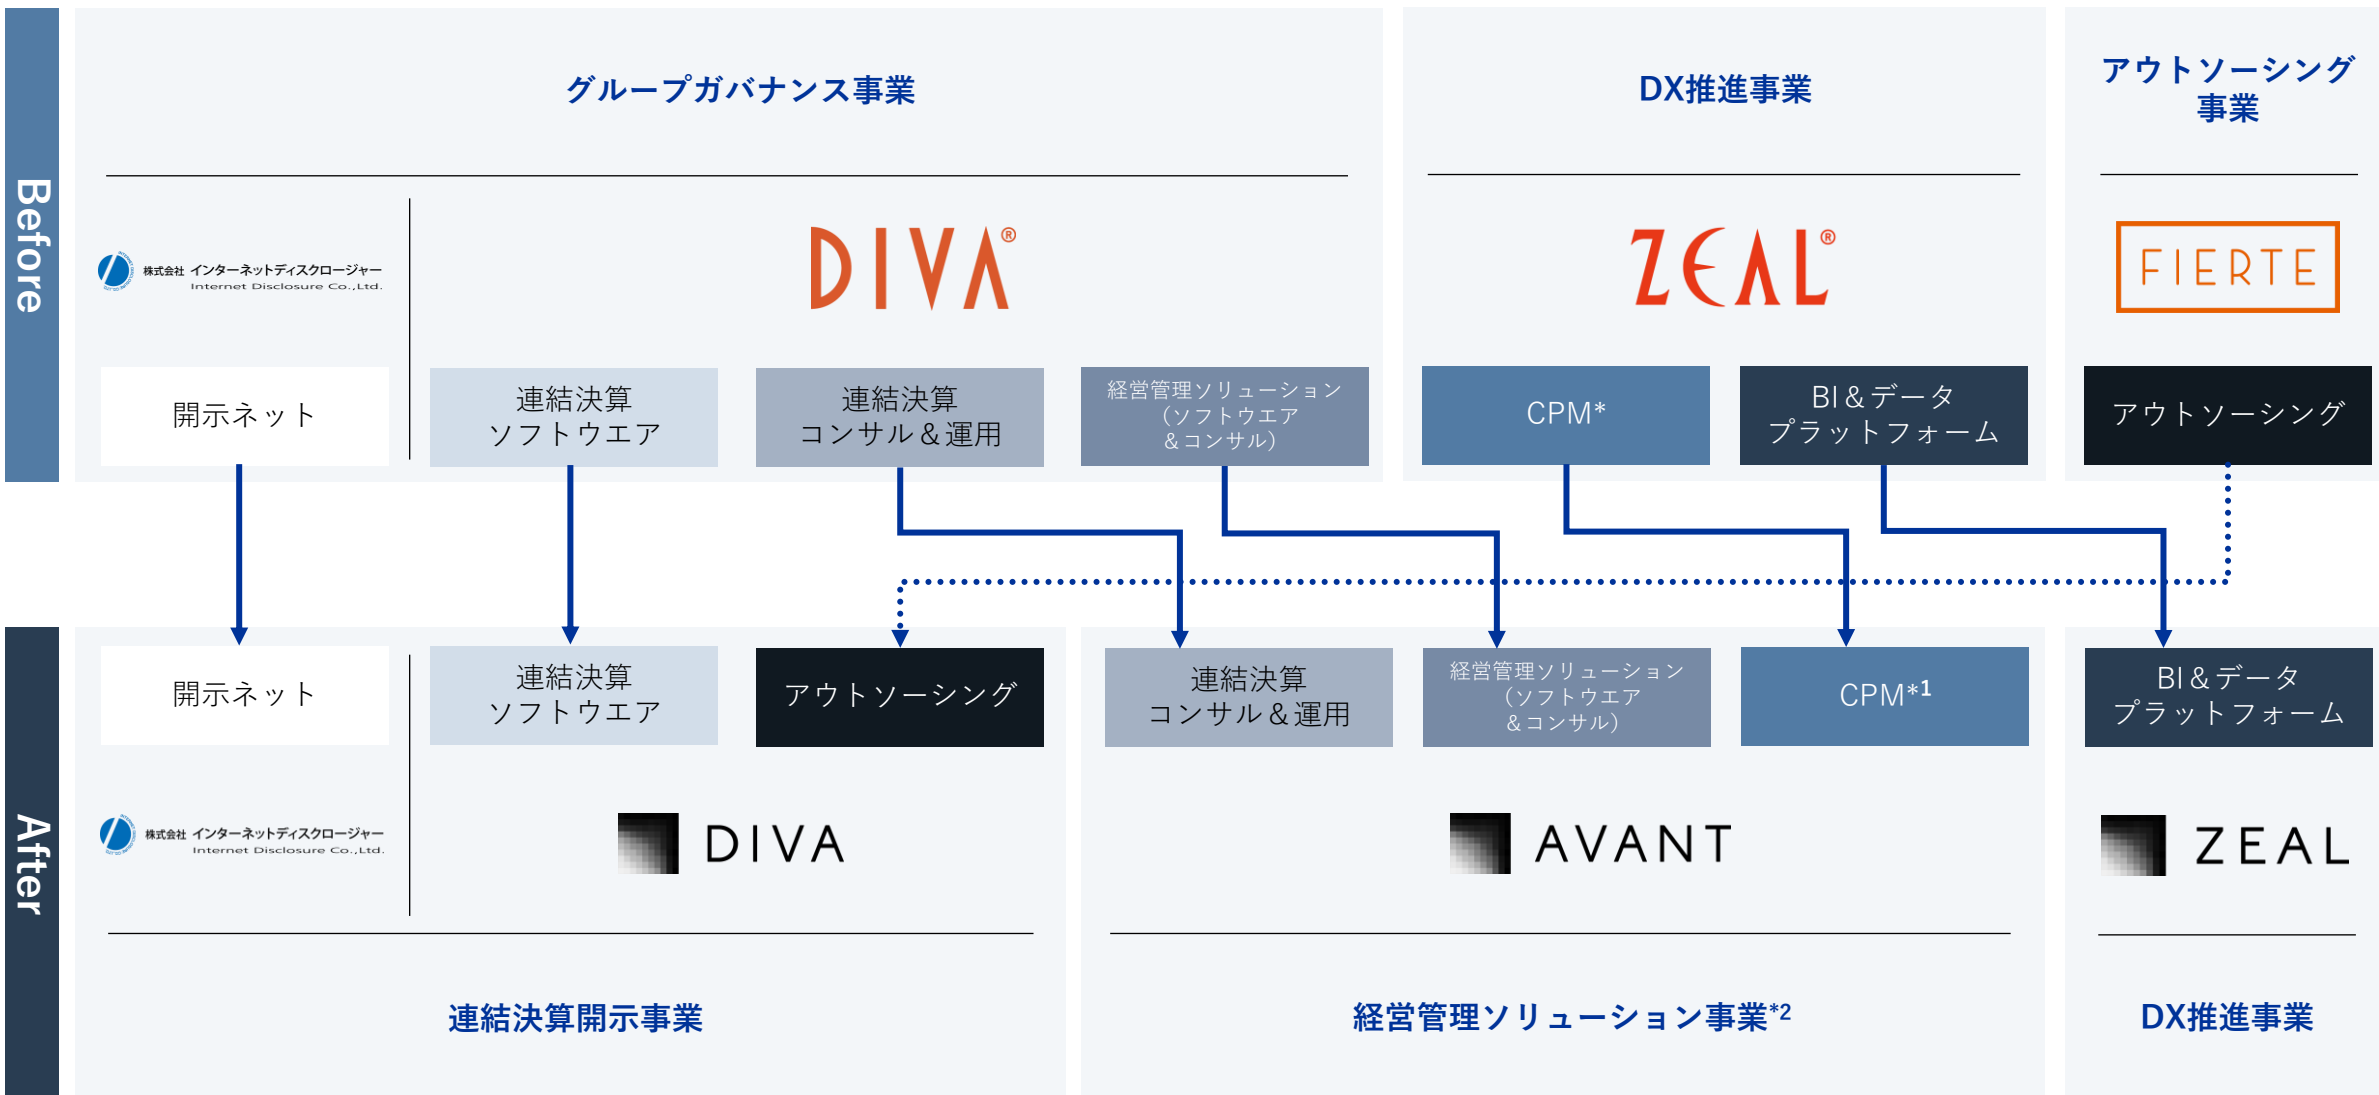 Before
グループガバナンス事業
DX推進事業
アウトソーシング
事業
株式会社 インターネットディスクロージャー
Internet Disclosure Co.,Ltd.
DIVA®
ZEAL®
FIERTE
開示ネット
連結決算
ソフトウエア
連結決算
コンサル＆運用
経営管理ソリューション
（ソフトウエア
＆コンサル）
CPM*
BI＆データ
プラットフォーム
アウトソーシング
After
開示ネット
連結決算
ソフトウエア
アウトソーシング
連結決算
コンサル＆運用
経営管理ソリューション
（ソフトウエア
＆コンサル）
CPM*1
BI＆データ
プラットフォーム
株式会社 インターネットディスクロージャー
Internet Disclosure Co.,Ltd.
DIVA
AVANT
ZEAL
連結決算開示事業
経営管理ソリューション事業*2
DX推進事業